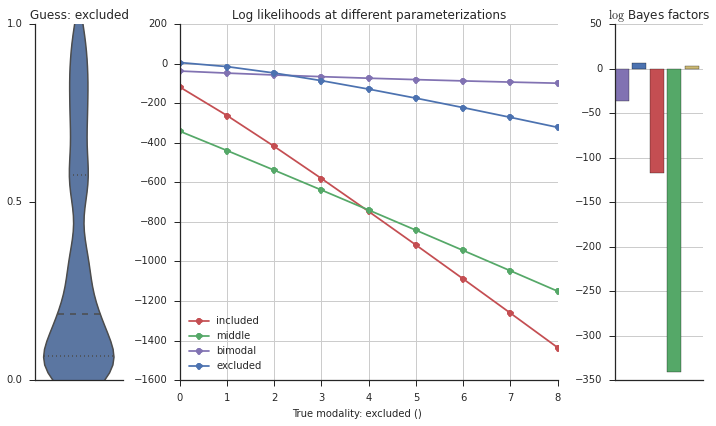 Guess: excluded
1.0
0.5
0.0
Log likelihoods at different parameterizations
200
0
−200
−400
−600
−800
−1000
−1200
−1400
−1600
included
middle
bimodal
excluded
0 1 2 3 4 5 6 7 8
True modality: excluded ()
log Bayes factors
50
0
−50
−100
−150
−200
−250
−300
−350